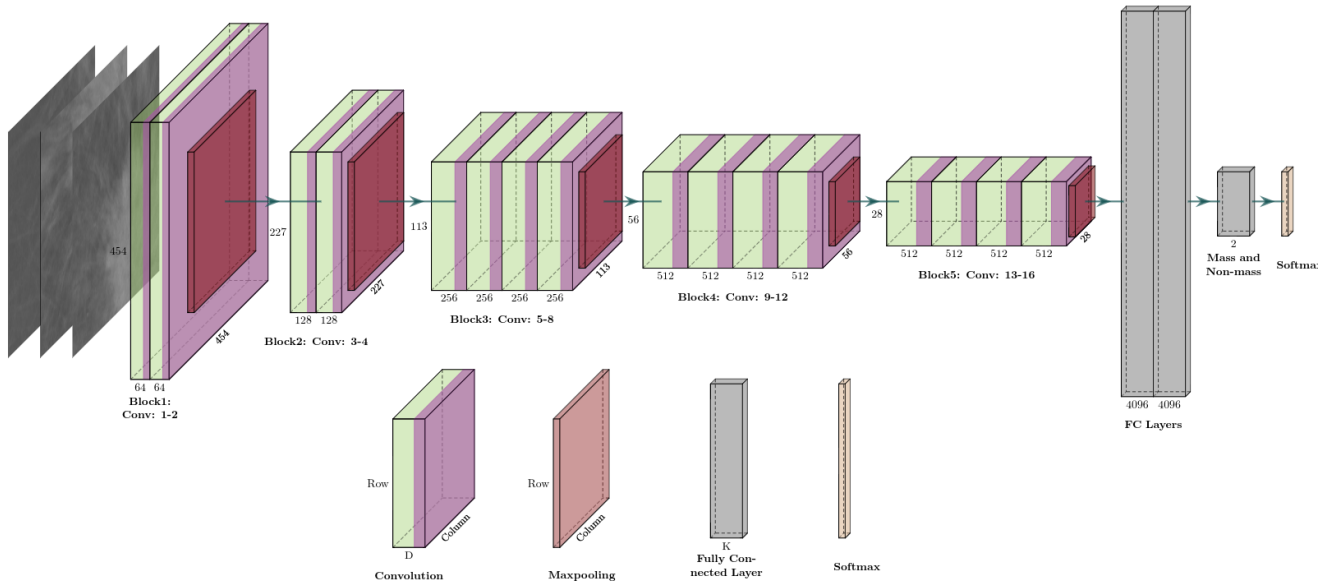 454
454
64 64
Block1:
Conv: 1-2
227
227
128 128
Block2: Conv: 3-4
113
113
256 256 256 256
Block3: Conv: 5-8
56
56
512 512 512 512
Block4: Conv: 9-12
28
28
512 512 512 512
Block5: Conv: 13-16
4096 4096
FC Layers
2
Mass and
Non-mass
Softmax
Row
Column
D
Convolution
Row
Column
Maxpooling
K
Fully Con-
nected Layer
Softmax